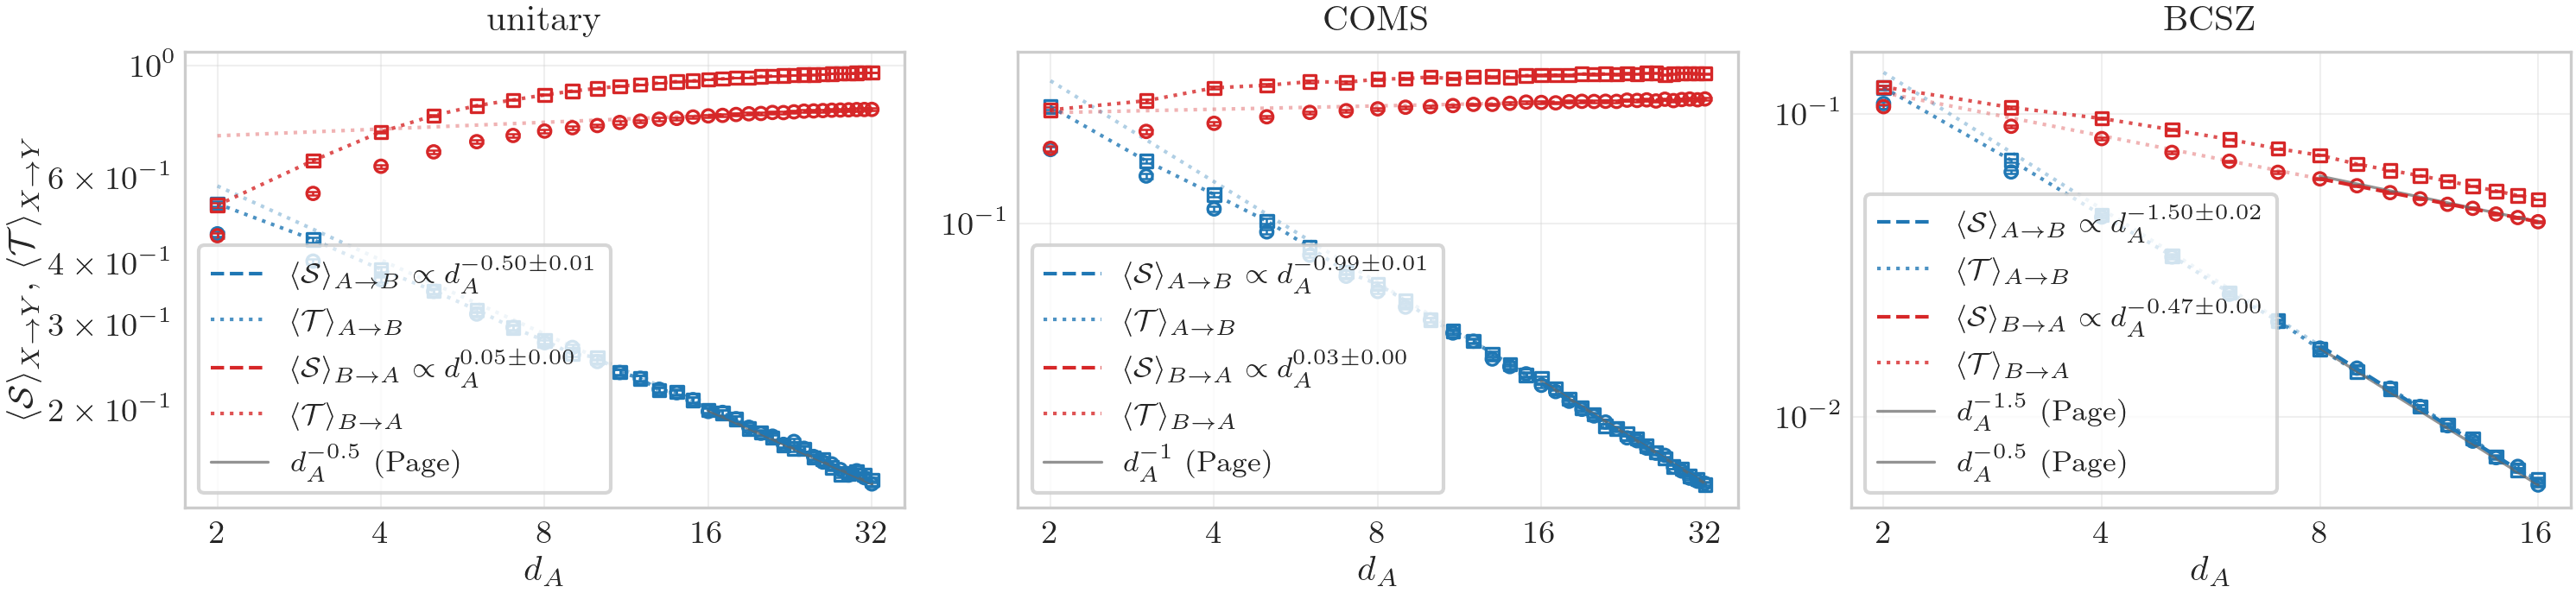 unitary
COMS
BCSZ
⟨𝒮⟩_{X→Y}, ⟨𝒯⟩_{X→Y}
10^0
6 × 10^{-1}
4 × 10^{-1}
3 × 10^{-1}
2 × 10^{-1}
⟨𝒮⟩_{A→B} ∝ d_A^{-0.50±0.01}
⟨𝒯⟩_{A→B}
⟨𝒮⟩_{B→A} ∝ d_A^{0.05±0.00}
⟨𝒯⟩_{B→A}
d_A^{-0.5} (Page)
2 4 8 16 32
d_A
10^{-1}
⟨𝒮⟩_{A→B} ∝ d_A^{-0.99±0.01}
⟨𝒯⟩_{A→B}
⟨𝒮⟩_{B→A} ∝ d_A^{0.03±0.00}
⟨𝒯⟩_{B→A}
d_A^{-1} (Page)
2 4 8 16 32
d_A
10^{-1}
10^{-2}
⟨𝒮⟩_{A→B} ∝ d_A^{-1.50±0.02}
⟨𝒯⟩_{A→B}
⟨𝒮⟩_{B→A} ∝ d_A^{-0.47±0.00}
⟨𝒯⟩_{B→A}
d_A^{-1.5} (Page)
d_A^{-0.5} (Page)
2 4 8 16
d_A